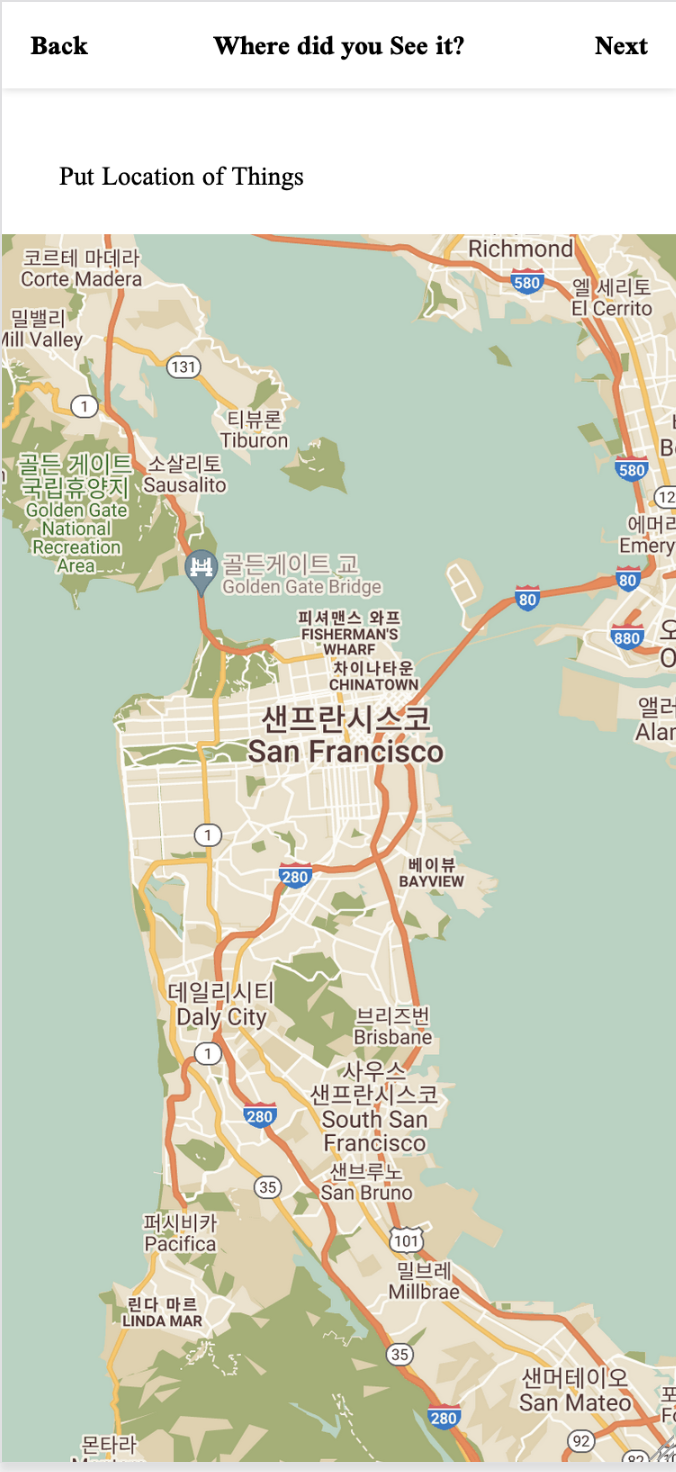 Back
Where did you See it?
Next
Put Location of Things
Richmond
코르테 마데라
Corte Madera
580
엘 세리토
El Cerrito
밀밸리
Mill Valley
131
1
티뷰론
Tiburon
골든 게이트
국립휴양지
Golden Gate
National
Recreation
Area
소살리토
Sausalito
580
12
에머리
Emery
골든게이트 교
Golden Gate Bridge
80
80
피셔맨스 와프
FISHERMAN'S
WHARF
880
오
O
차이나타운
CHINATOWN
샌프란시스코
San Francisco
앨러
Alar
1
280
베이뷰
BAYVIEW
데일리시티
Daly City
브리즈번
Brisbane
1
사우스
샌프란시스코
South San
Francisco
280
샌브루노
San Bruno
35
퍼시비카
Pacifica
101
밀브레
Millbrae
린다 마르
LINDA MAR
35
샌머테이오
San Mateo
포
Fo
280
92
몬타라
82